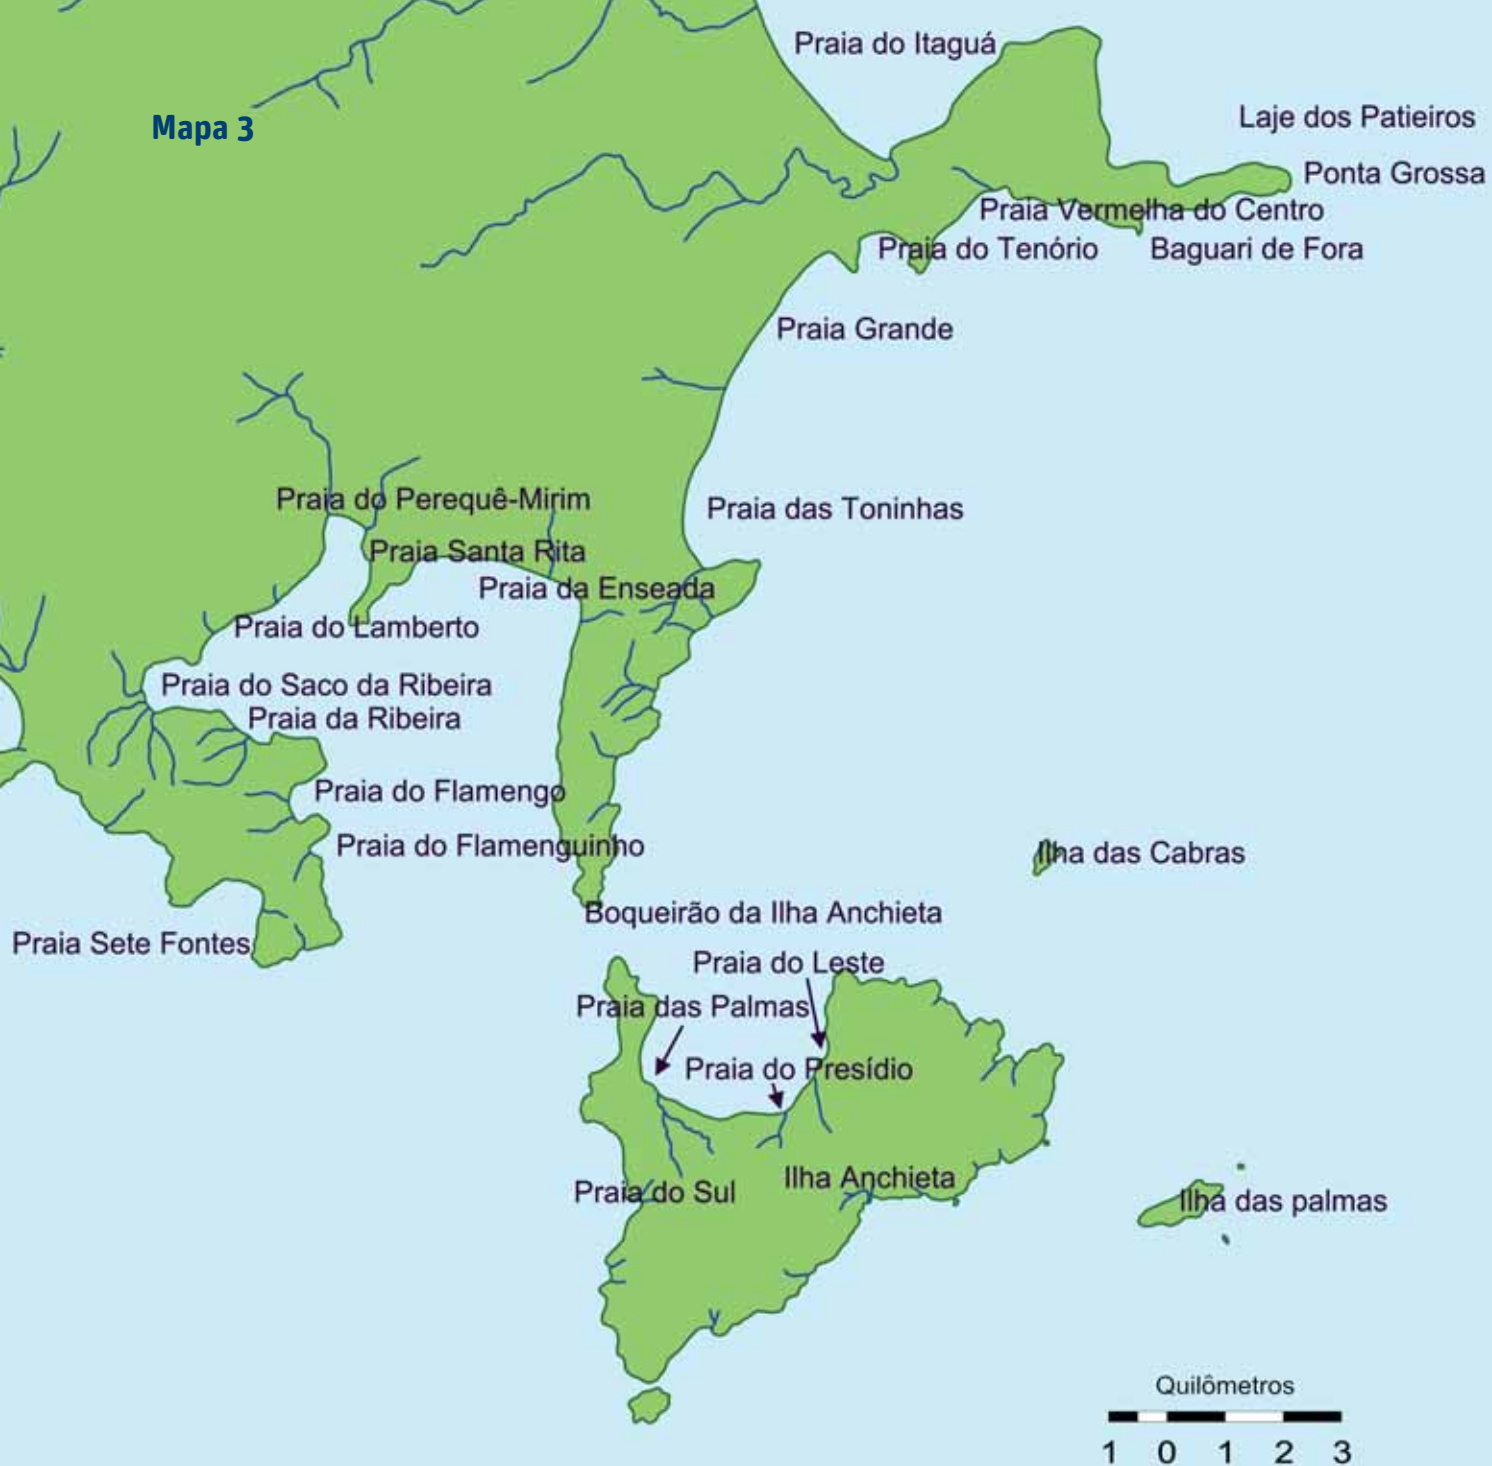 Praia do Itaguá
Laje dos Patieiros
Mapa 3
Ponta Grossa
Praia Vermelha do Centro
Praia do Tenório
Baguari de Fora
Praia Grande
Praia do Perequê-Mirim
Praia das Toninhas
Praia Santa Rita
Praia da Enseada
Praia do Lamberto
Praia do Saco da Ribeira
Praia da Ribeira
Praia do Flamengo
Praia do Flamenguinho
Ilha das Cabras
Boqueirão da Ilha Anchieta
Praia Sete Fontes
Praia do Leste
Praia das Palmas
Praia do Presídio
Ilha Anchieta
Praia do Sul
Ilha das palmas
Quilômetros
1 0 1 2 3